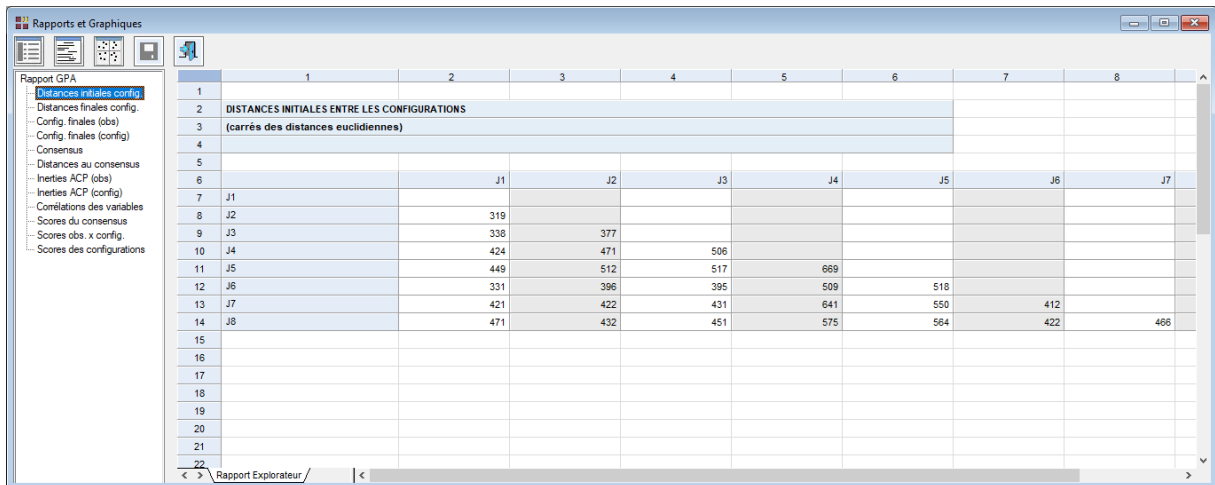 Rapports et Graphiques
Rapport GPA
Distances initiales config.
Distances finales config.
Config. finales (obs)
Config. finales (config)
Consensus
Distances au consensus
Inerties ACP (obs)
Inerties ACP (config)
Corrélations des variables
Scores du consensus
Scores obs. x config.
Scores des configurations
1 2 3 4 5 6 7 8
1
2 DISTANCES INITIALES ENTRE LES CONFIGURATIONS
3 (carrés des distances euclidiennes)
4
5
6 J1 J2 J3 J4 J5 J6 J7
7 J1
8 J2 319
9 J3 338 377
10 J4 424 471 506
11 J5 449 512 517 669
12 J6 331 396 395 509 518
13 J7 421 422 431 641 550 412
14 J8 471 432 451 575 564 422 466
15
16
17
18
19
20
21
22
Rapport Explorateur